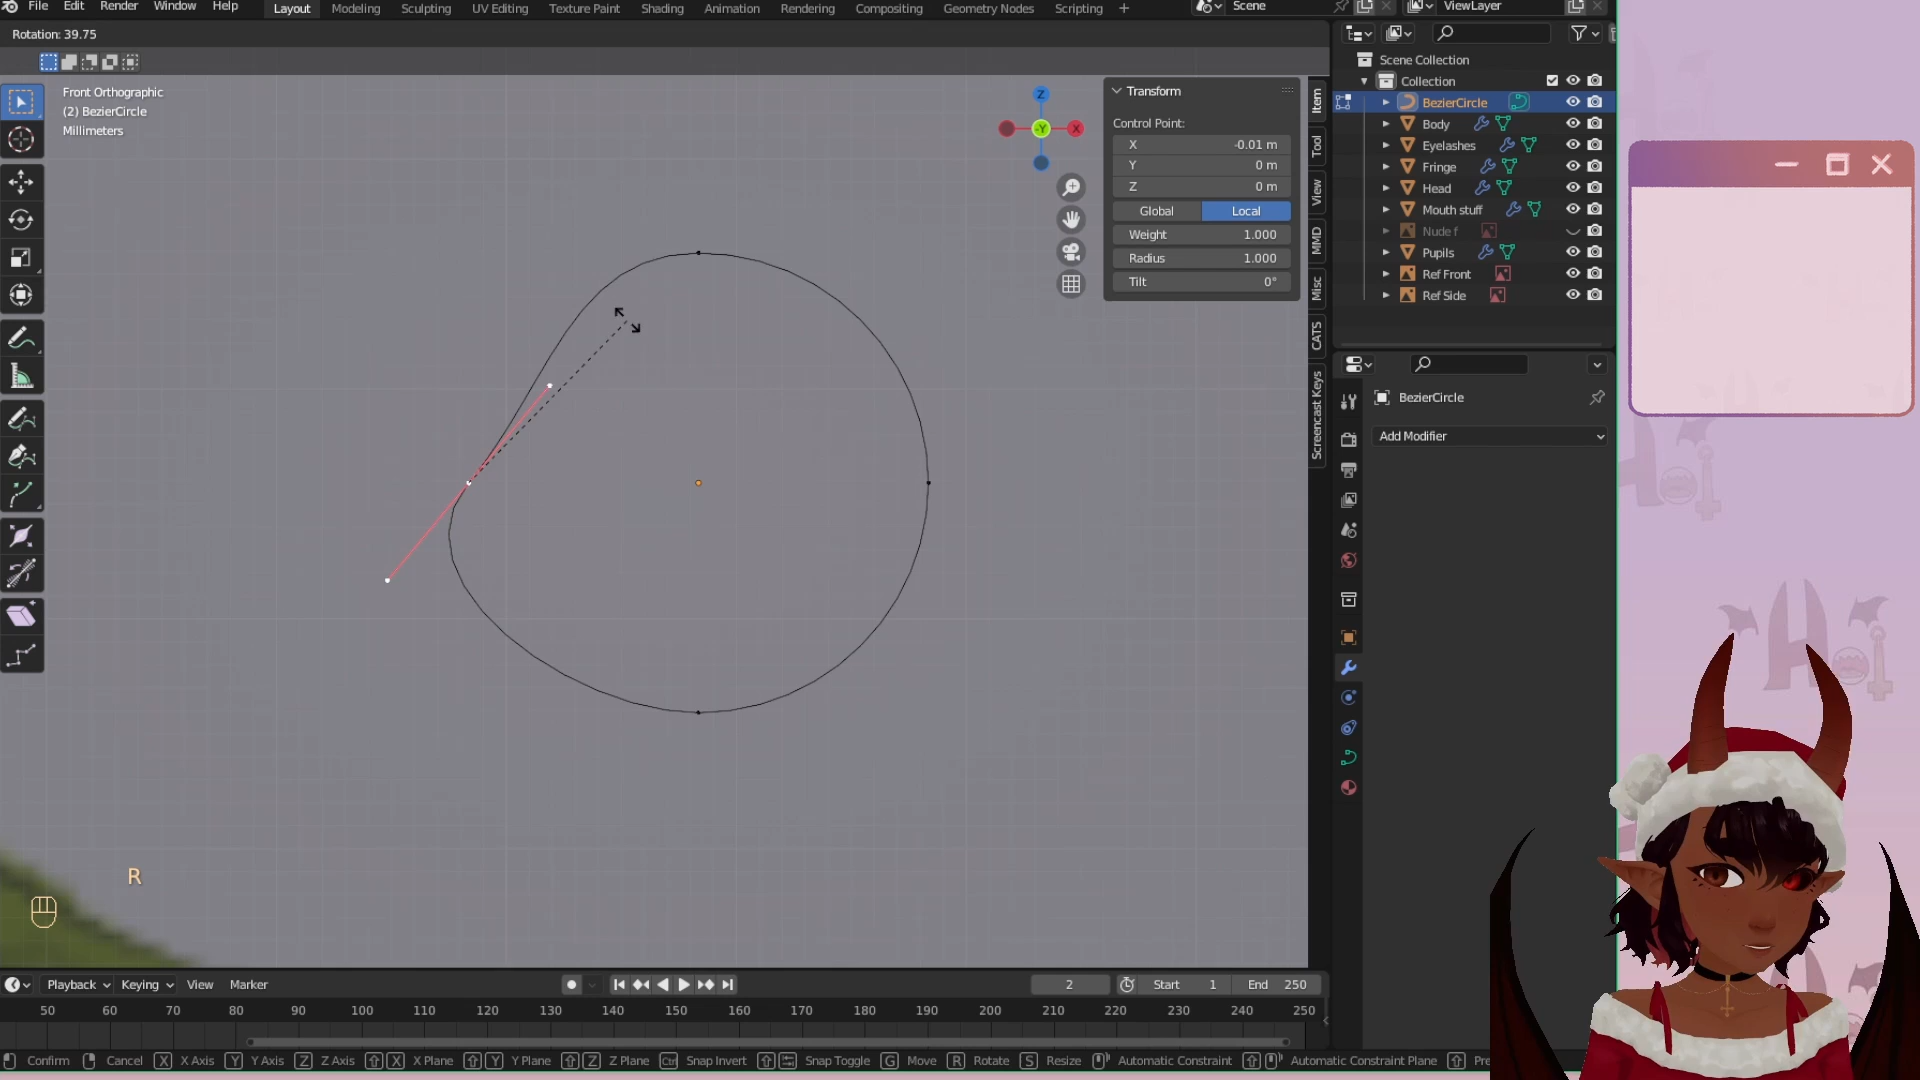 File Edit Render Window Help Layout Modeling Sculpting UV Editing Texture Paint Shading Animation Rendering Compositing Geometry Nodes Scripting + Scene ViewLayer
Rotation: 39.75
Scene Collection
Collection
BezierCircle
Body
Eyelashes
Fringe
Head
Mouth stuff
Nude f
Pupils
Ref Front
Ref Side
Front Orthographic
(2) BezierCircle
Millimeters
Z
-Y
X
Transform
Control Point:
X -0.01 m
Y 0 m
Z 0 m
Global Local
Weight 1.000
Radius 1.000
Tilt 0°
Item
Tool
View
MMD
Misc
CATS
Screencast Keys
BezierCircle
Add Modifier
R
Playback Keying View Marker 2 Start 1 End 250
50 60 70 80 90 100 110 120 130 140 150 160 170 180 190 200 210 220 230 240 250
Confirm Cancel X X Axis Y Y Axis Z Z Axis X X Plane Y Y Plane Z Z Plane Ctrl Snap Invert Snap Toggle G Move R Rotate S Resize Automatic Constraint Automatic Constraint Plane